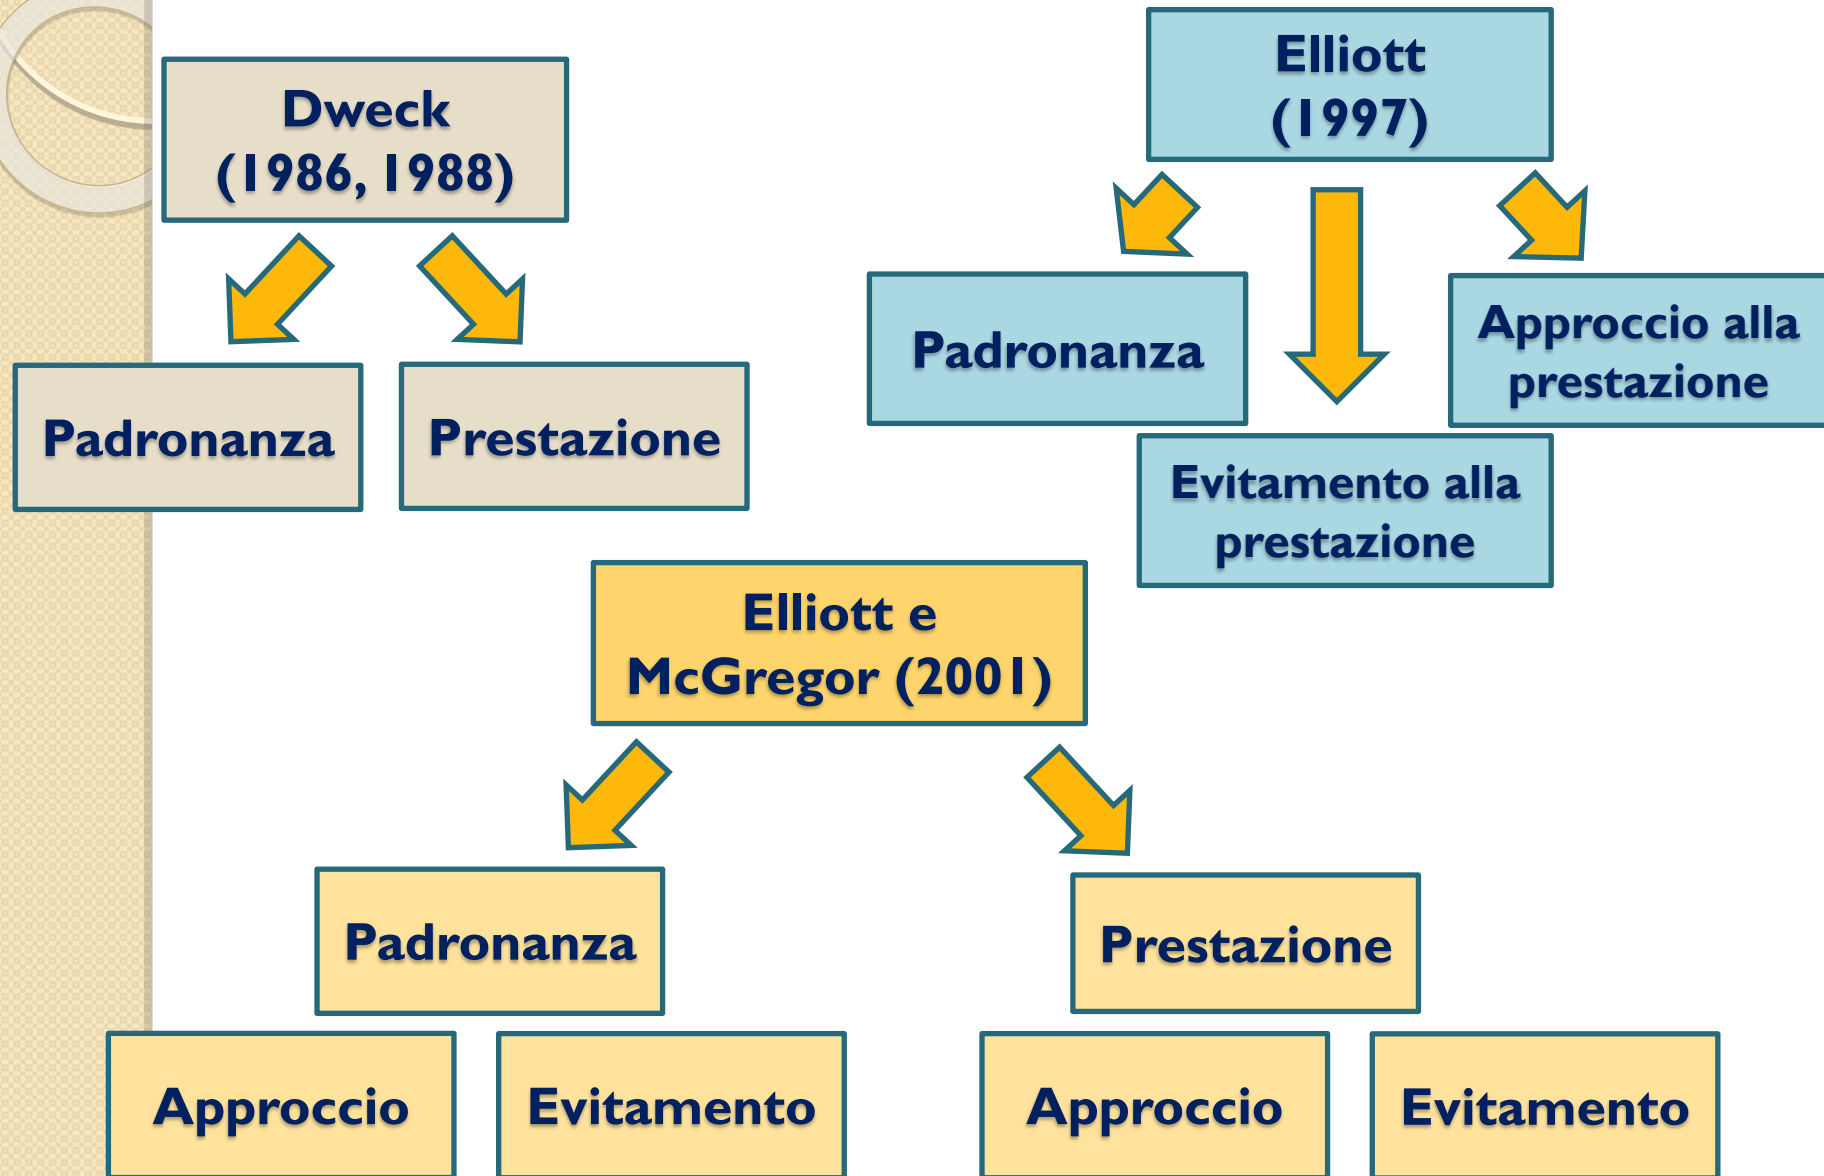 Dweck
(1986, 1988)
Padronanza
Prestazione
Elliott
(1997)
Padronanza
Approccio alla
prestazione
Evitamento alla
prestazione
Elliott e
McGregor (2001)
Padronanza
Prestazione
Approccio
Evitamento
Approccio
Evitamento